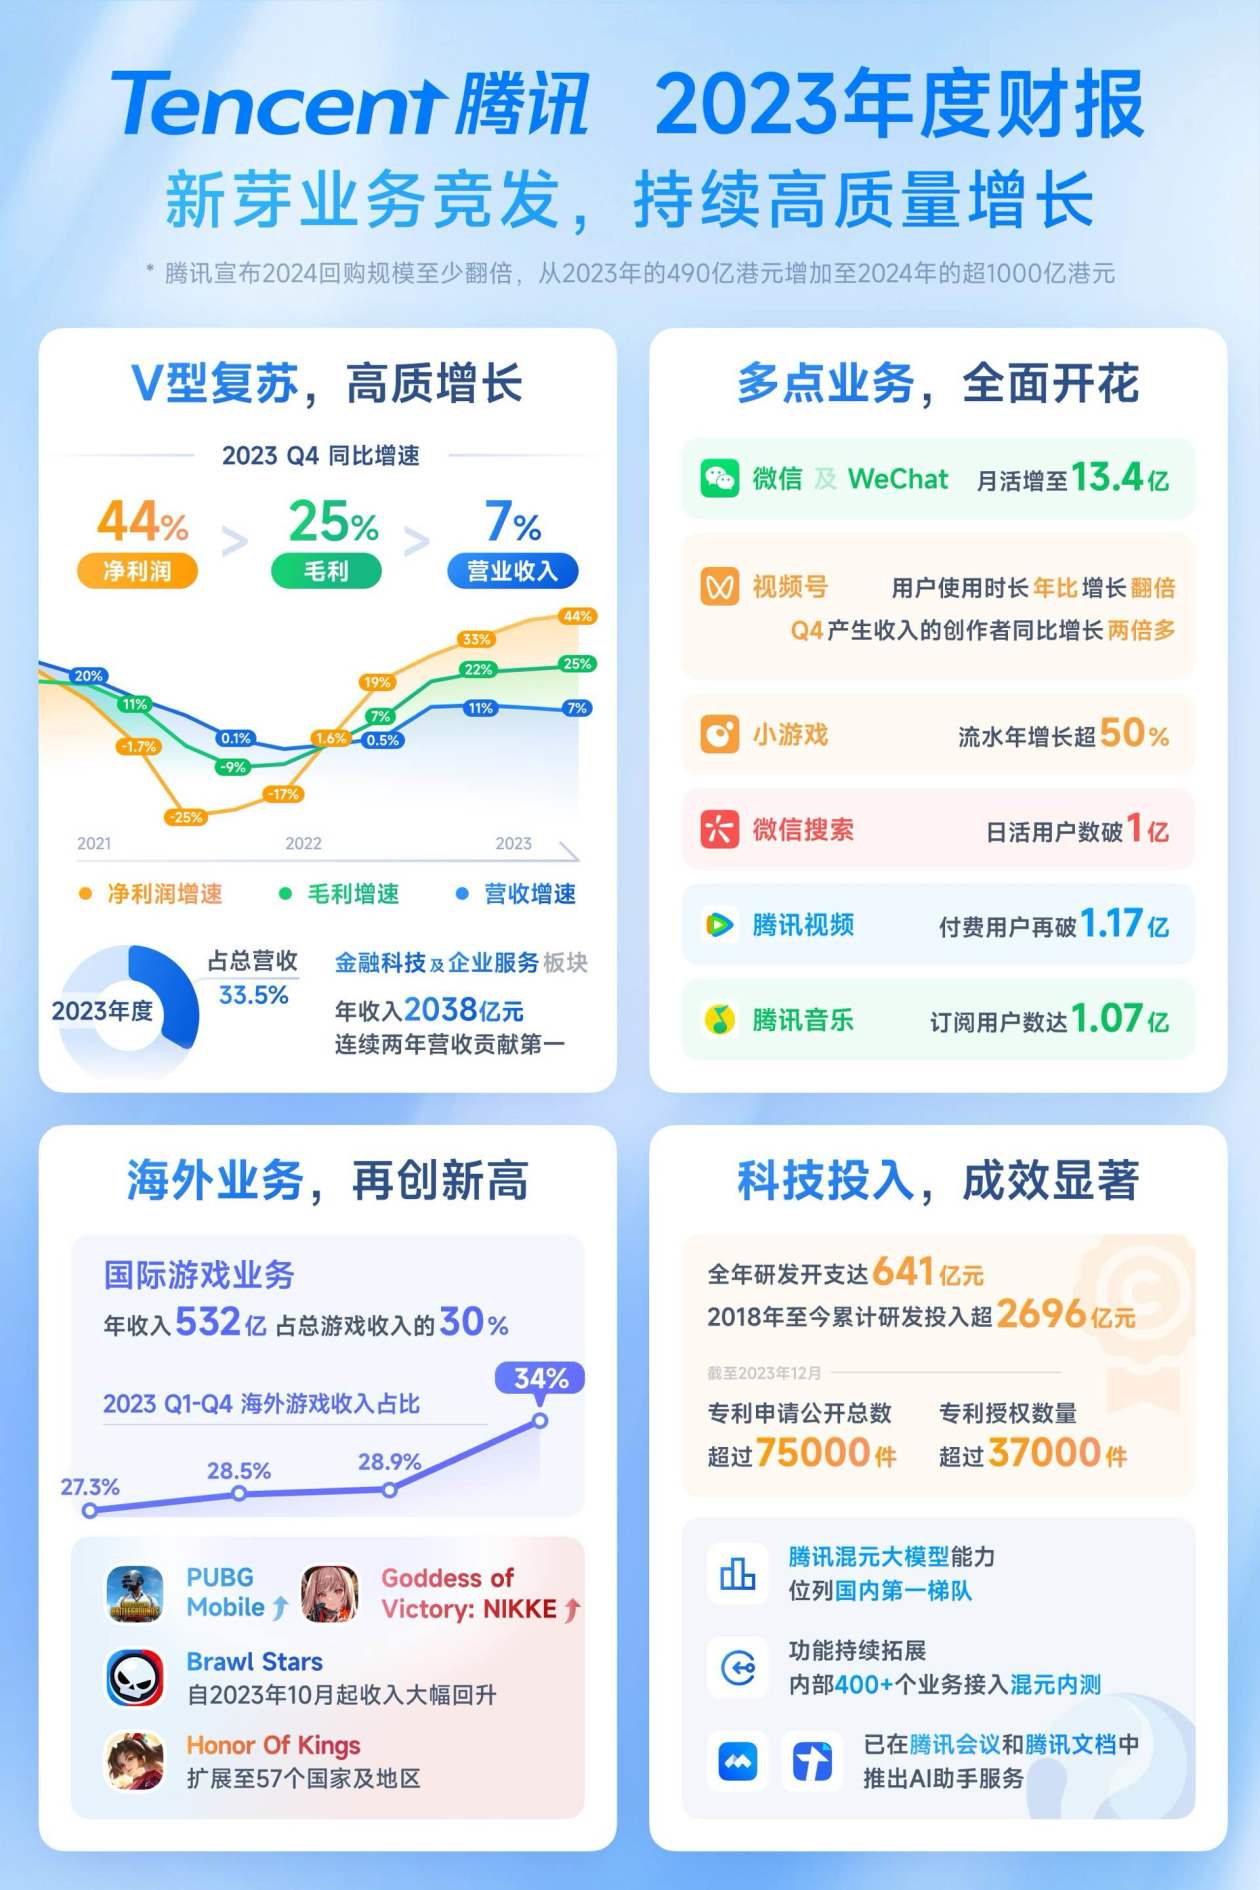 Tencent 腾讯 2023年度财报
新芽业务竞发，持续高质量增长
* 腾讯宣布2024回购规模至少翻倍，从2023年的490亿港元增加至2024年的超1000亿港元
V型复苏，高质增长
2023 Q4 同比增速
44% > 25% > 7%
净利润 毛利 营业收入
44%
33%
25%
22%
20%
19%
11%
7%
11%
7%
-1.7%
0.1%
1.6%
0.5%
-9%
-17%
-25%
2021 2022 2023
净利润增速 毛利增速 营收增速
2023年度
占总营收
33.5%
金融科技及企业服务板块
年收入2038亿元
连续两年营收贡献第一
多点业务，全面开花
微信 及 WeChat 月活增至13.4亿
视频号 用户使用时长年比增长翻倍
Q4产生收入的创作者同比增长两倍多
小游戏 流水年增长超50%
微信搜索 日活用户数破1亿
腾讯视频 付费用户再破1.17亿
腾讯音乐 订阅用户数达1.07亿
海外业务，再创新高
国际游戏业务
年收入532亿 占总游戏收入的30%
34%
2023 Q1-Q4 海外游戏收入占比
27.3% 28.5% 28.9%
PUBG
Mobile
Goddess of
Victory: NIKKE
Brawl Stars
自2023年10月起收入大幅回升
Honor Of Kings
扩展至57个国家及地区
科技投入，成效显著
全年研发开支达641亿元
2018年至今累计研发投入超2696亿元
截至2023年12月
专利申请公开总数
超过75000件
专利授权数量
超过37000件
腾讯混元大模型能力
位列国内第一梯队
功能持续拓展
内部400+个业务接入混元内测
已在腾讯会议和腾讯文档中
推出AI助手服务